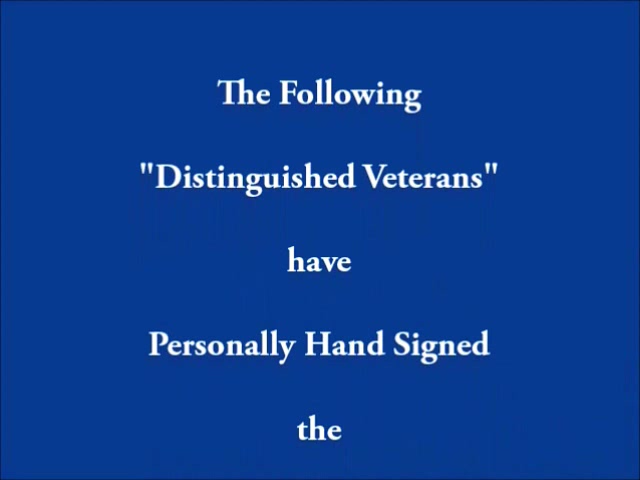 The Following
"Distinguished Veterans"
have
Personally Hand Signed
the